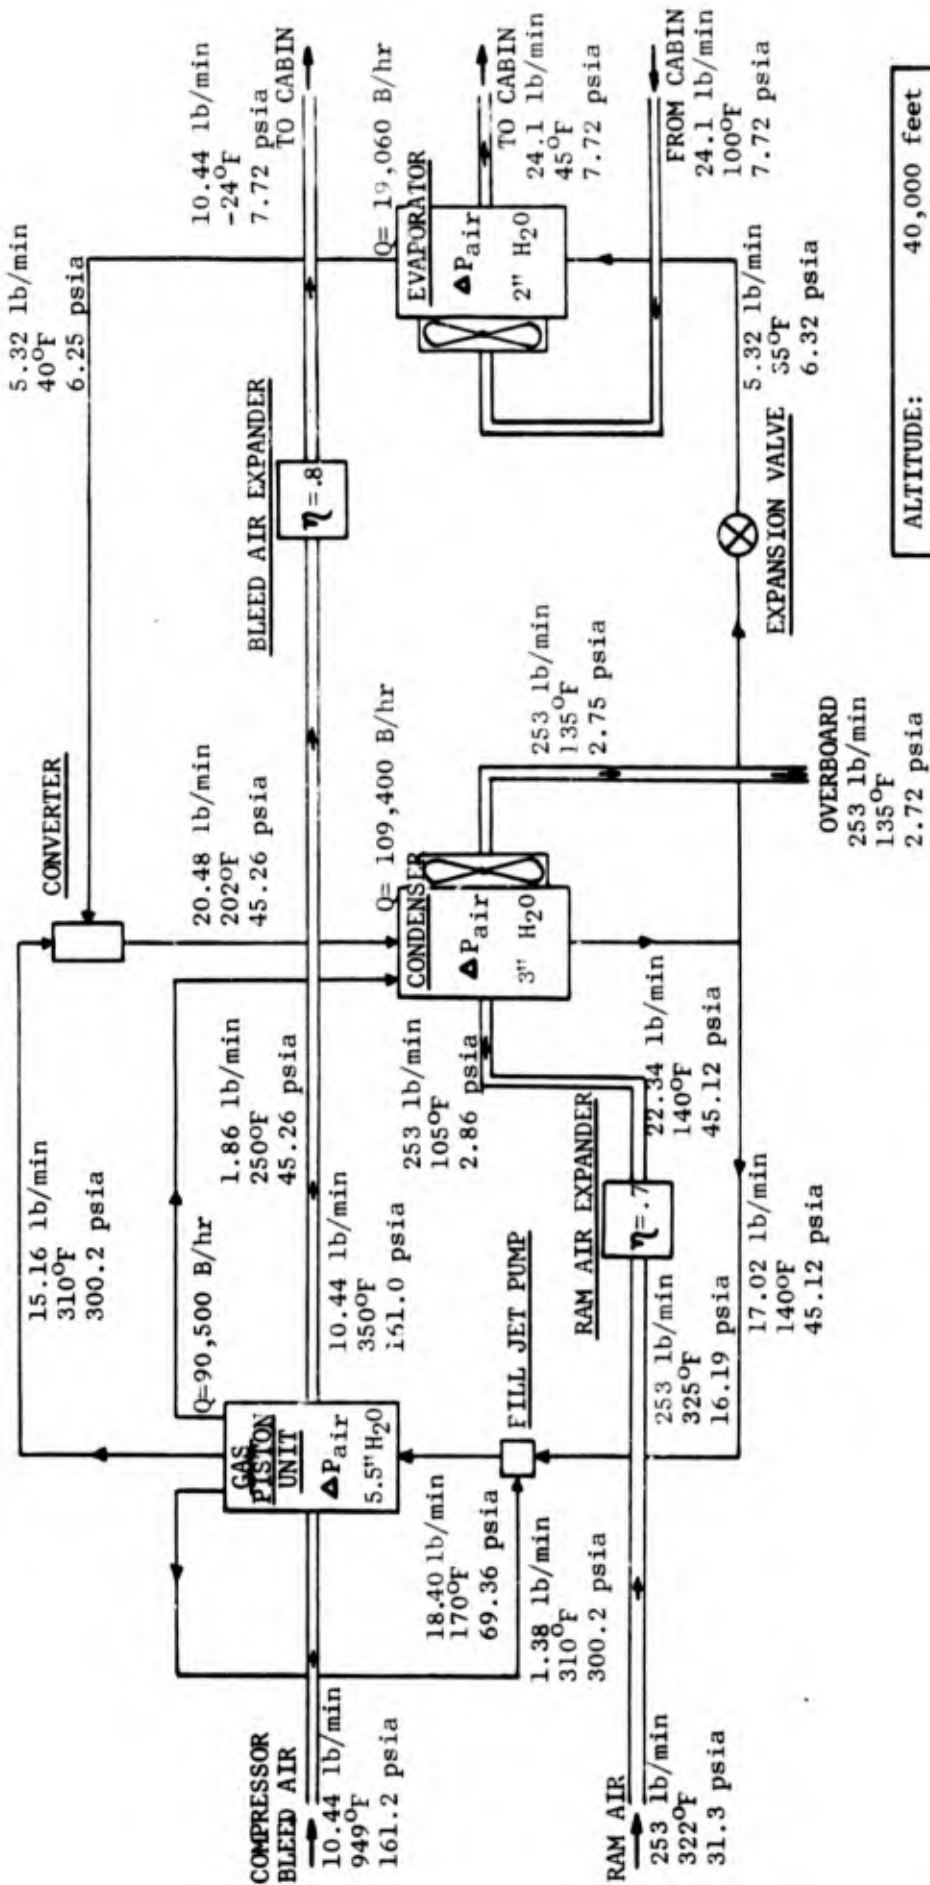 COMPRESSOR
BLEED AIR
10.44 lb/min
949°F
161.2 psia
GAS
PISTON
UNIT
▲Pair
5.5"H2O
Q=90,500 B/hr
15.16 lb/min
310°F
300.2 psia
CONVERTER
5.32 lb/min
40°F
6.25 psia
1.86 lb/min
250°F
45.26 psia
20.48 lb/min
202°F
45.26 psia
10.44 lb/min
350°F
161.0 psia
BLEED AIR EXPANDER
η=.8
10.44 lb/min
-24°F
7.72 psia
TO CABIN
Q= 19,060 B/hr
EVAPORATOR
▲Pair
2" H2O
TO CABIN
24.1 lb/min
45°F
7.72 psia
FROM CABIN
24.1 lb/min
100°F
7.72 psia
Q= 109,400 B/hr
CONDENSER
▲Pair
3" H2O
253 lb/min
105°F
2.86 psia
253 lb/min
135°F
2.75 psia
18.40 lb/min
170°F
69.36 psia
FILL JET PUMP
1.38 lb/min
310°F
300.2 psia
RAM AIR EXPANDER
η=.7
22.34 lb/min
140°F
45.12 psia
EXPANSION VALVE
5.32 lb/min
35°F
6.32 psia
RAM AIR
253 lb/min
322°F
31.3 psia
253 lb/min
325°F
16.19 psia
17.02 lb/min
140°F
45.12 psia
OVERBOARD
253 lb/min
135°F
2.72 psia
ALTITUDE: 40,000 feet